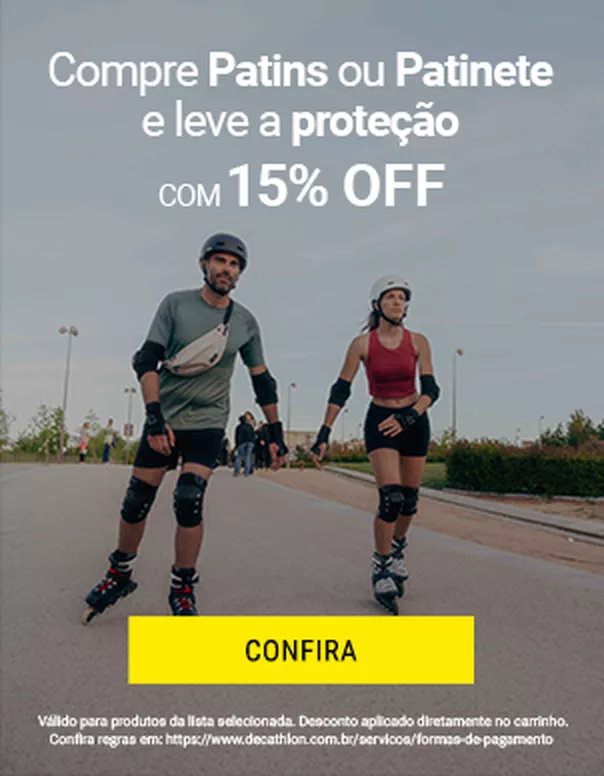 Compre Patins ou Patinete
e leve a proteção
COM 15% OFF
CONFIRA
Válido para produtos da lista selecionada. Desconto aplicado diretamente no carrinho.
Confira regras em: https://www.decathlon.com.br/servicos/formas-de-pagamento